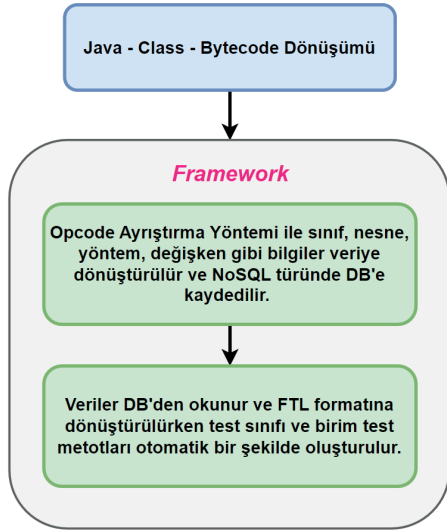 Java - Class - Bytecode Dönüşümü
Framework
Opcode Ayrıştırma Yöntemi ile sınıf, nesne,
yöntem, değişken gibi bilgiler veriye
dönüştürülür ve NoSQL türünde DB'e
kaydedilir.
Veriler DB'den okunur ve FTL formatına
dönüştürülürken test sınıfı ve birim test
metotları otomatik bir şekilde oluşturulur.